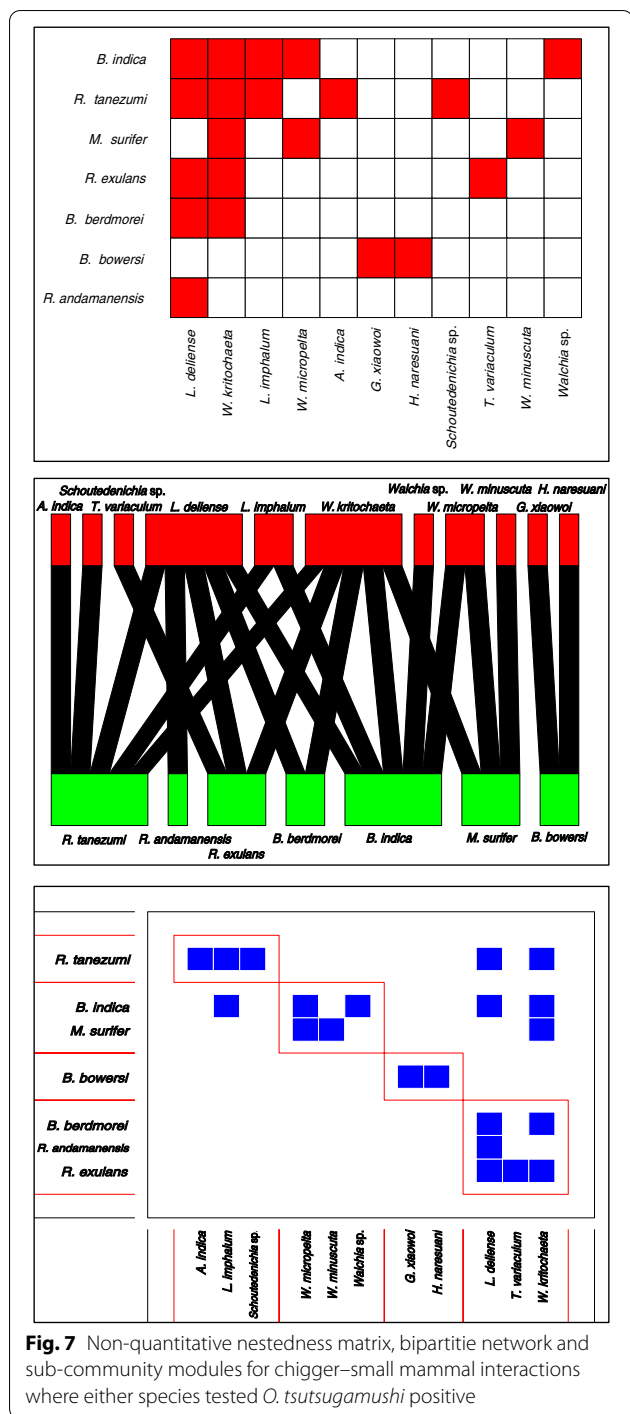 B. indica
R. tanezumi
M. surifer
R. exulans
B. berdmorei
B. bowersi
R. andamanensis
L. deliense
W. kritochaeta
L. imphalum
W. micropelta
A. indica
G. xiaowoi
H. naresuani
Schoutedenichia sp.
T. variaculum
W. minuscuta
Walchia sp.
Schoutedenichia sp. Walchia sp. W. minuscuta H. naresuani
A. indica T. variaculum L. deliense L. imphalum W. kritochaeta W. micropelta G. xiaowoi
R. tanezumi R. andamanensis B. berdmorei B. indica M. surifer B. bowersi
R. exulans
R. tanezumi
B. indica
M. surifer
B. bowersi
B. berdmorei
R. andamanensis
R. exulans
A. indica
L. imphalum
Schoutedenichia sp.
W. micropelta
W. minuscuta
Walchia sp.
G. xiaowoi
H. naresuani
L. deliense
T. variaculum
W. kritochaeta
Fig. 7 Non-quantitative nestedness matrix, bipartitie network and
sub-community modules for chigger–small mammal interactions
where either species tested O. tsutsugamushi positive